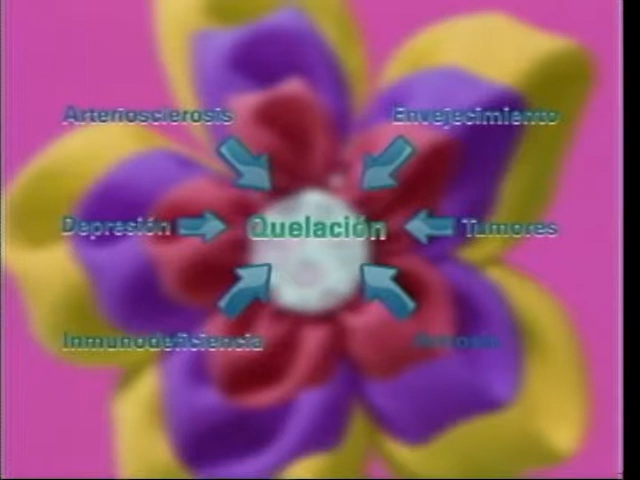 Arteriosclerosis
Envejecimiento
Depresión
Quelación
Tumores
Inmunodeficiencia